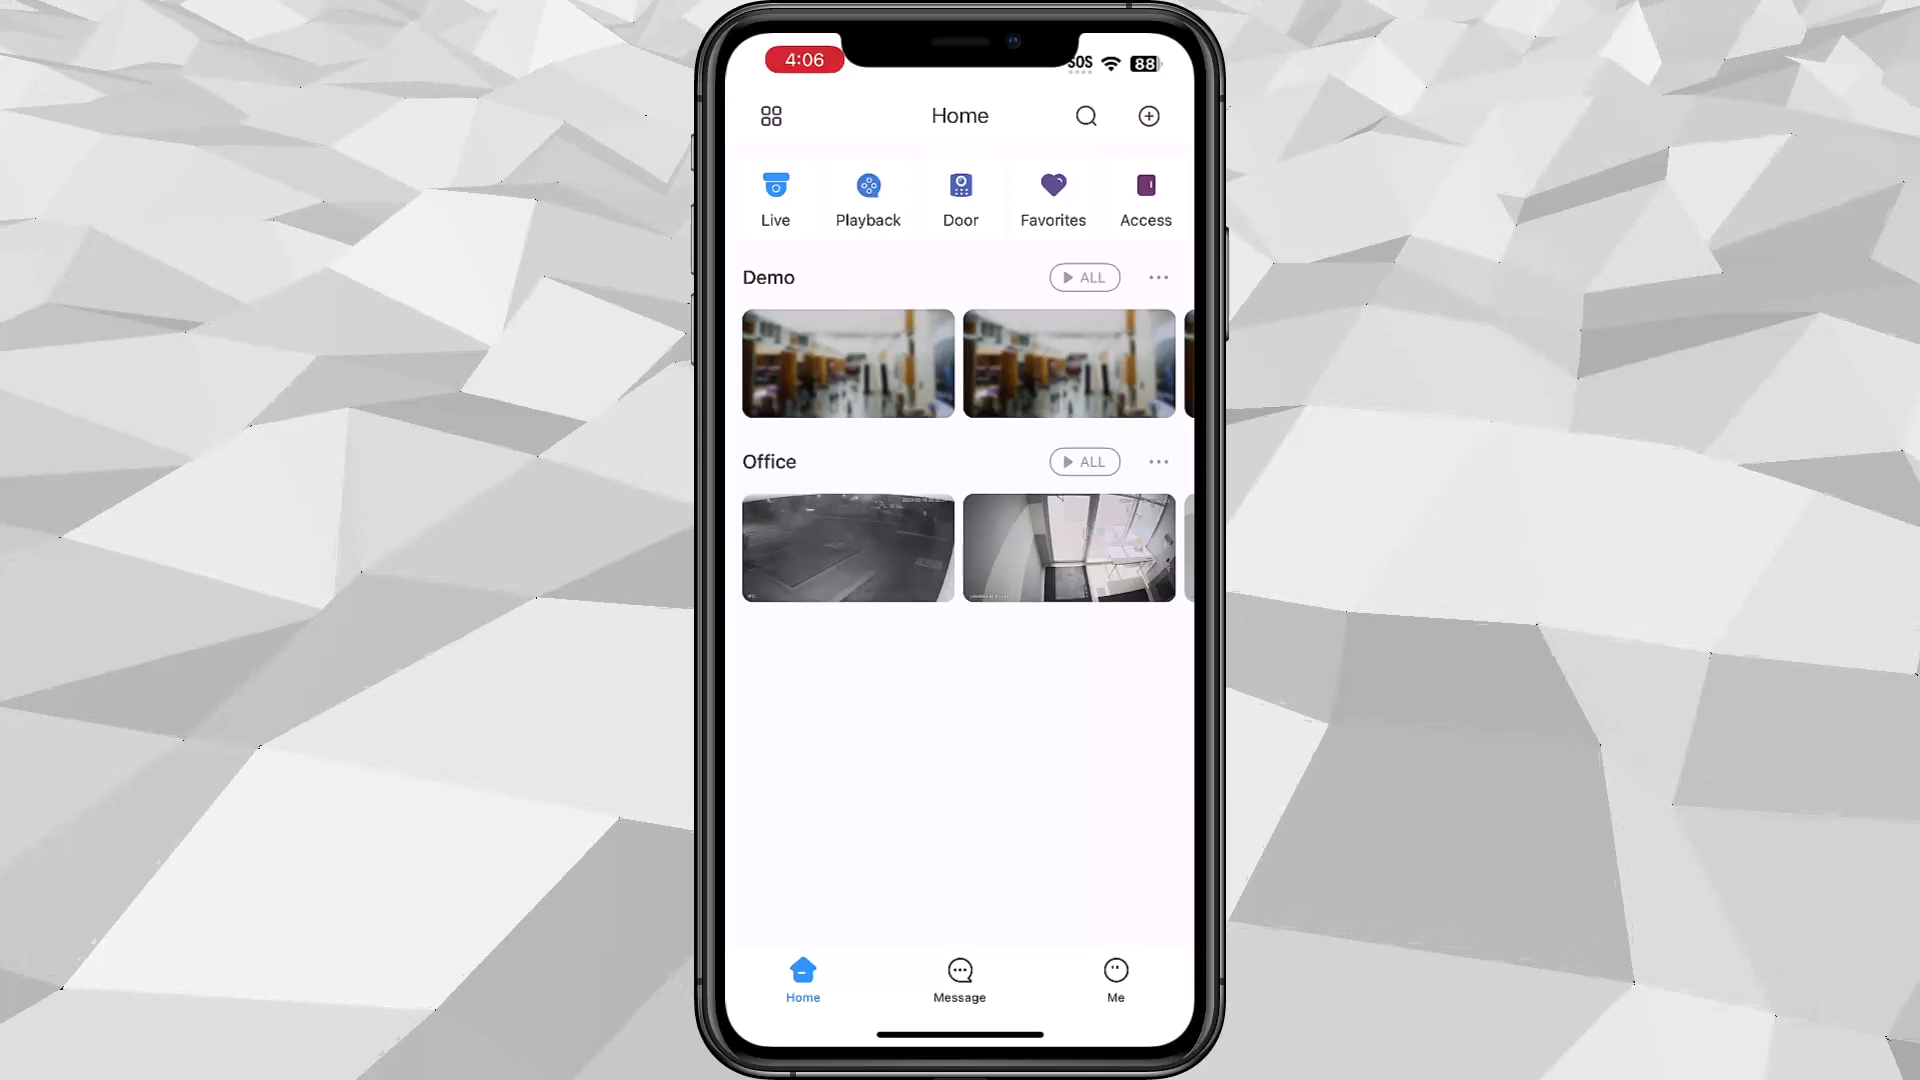 4:06
SOS
88
Home
Live
Playback
Door
Favorites
Access
Demo
ALL
Office
ALL
Home
Message
Me